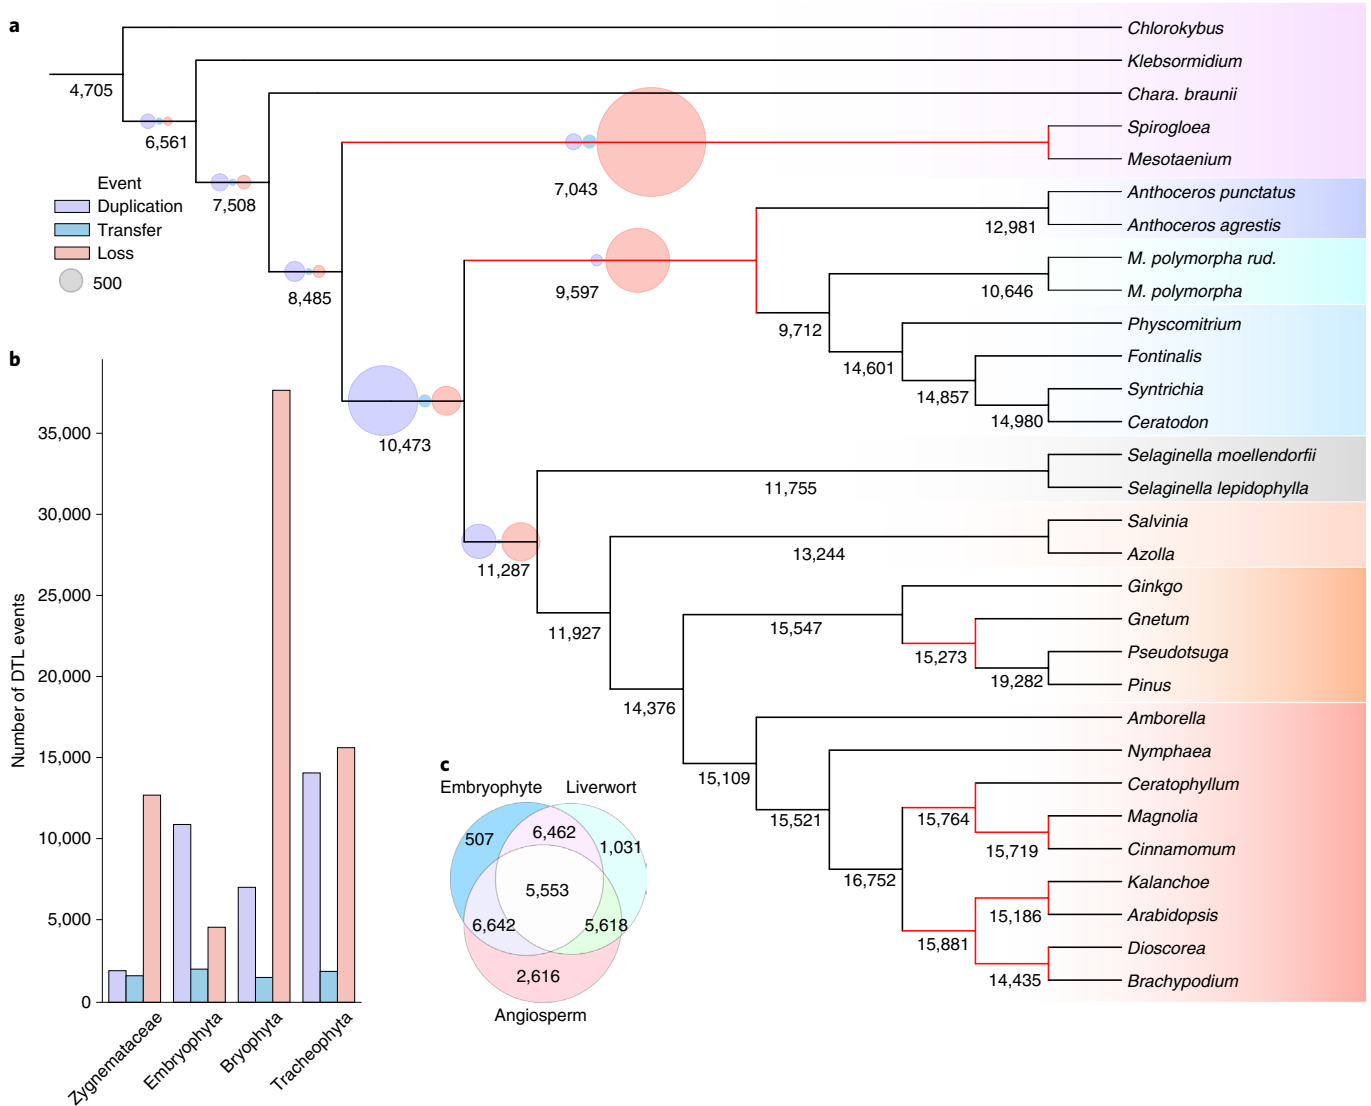 a
Chlorokybus
4,705
Klebsormidium
6,561
Chara. braunii
7,508
Spirogloea
Mesotaenium
7,043
Event
Duplication
Transfer
Loss
500
8,485
Anthoceros punctatus
12,981
Anthoceros agrestis
9,597
M. polymorpha rud.
10,646
M. polymorpha
9,712
Physcomitrium
14,601
Fontinalis
14,857
Syntrichia
14,980
Ceratodon
10,473
Selaginella moellendorfii
11,755
Selaginella lepidophylla
11,287
Salvinia
13,244
Azolla
11,927
Ginkgo
15,547
Gnetum
15,273
Pseudotsuga
19,282
Pinus
14,376
Amborella
15,109
Nymphaea
15,521
Ceratophyllum
15,764
Magnolia
15,719
Cinnamomum
16,752
Kalanchoe
15,186
Arabidopsis
15,881
Dioscorea
14,435
Brachypodium
b
Number of DTL events
35,000
30,000
25,000
20,000
15,000
10,000
5,000
0
Zygnemataceae
Embryophyta
Bryophyta
Tracheophyta
c
Embryophyte
Liverwort
507
6,462
1,031
5,553
6,642
5,618
2,616
Angiosperm